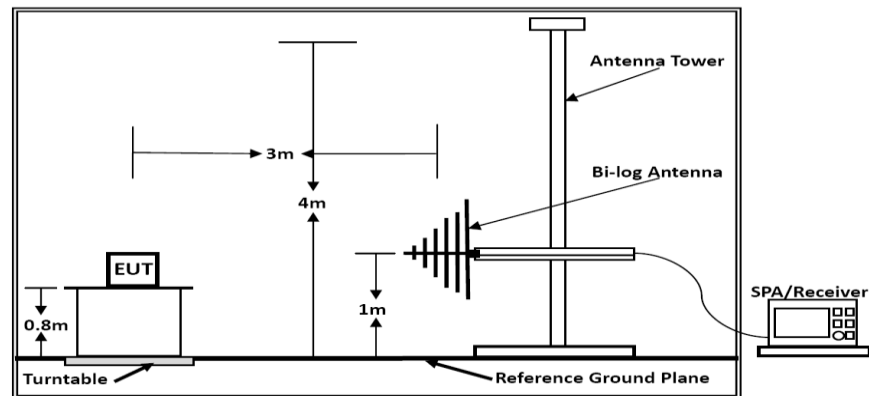 Antenna Tower
3m
Bi-log Antenna
4m
EUT
SPA/Receiver
0.8m
1m
Turntable
Reference Ground Plane